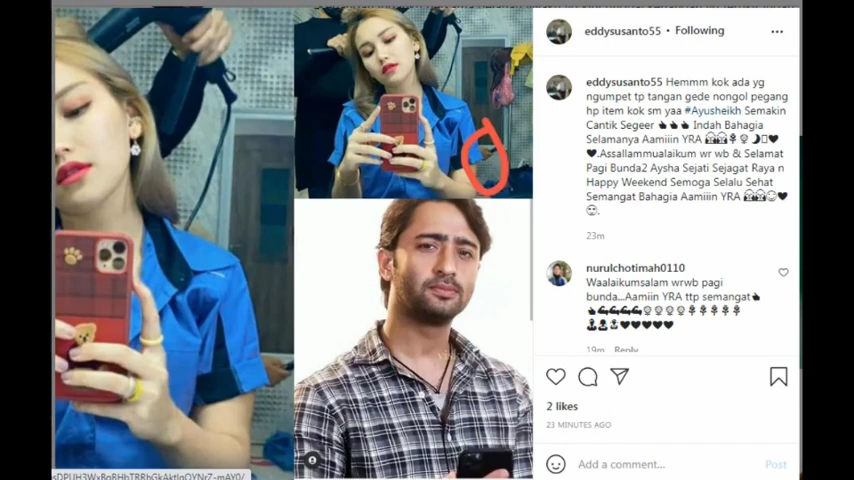 eddysusanto55 • Following
eddysusanto55 Hemmm kok ada yg
ngumpet tp tangan gede nongol pegang
hp item kok sm yaa #Ayusheikh Semakin
Cantik Segeer Indah Bahagia
Selamanya Aamiiin YRA
.Assallammualaikum wr wb & Selamat
Pagi Bunda2 Aysha Sejati Sejagat Raya n
Happy Weekend Semoga Selalu Sehat
Semangat Bahagia Aamiiin YRA
23m
nurulchotimah0110
Waalaikumsalam wrwb pagi
bunda...Aamiin YRA ttp semangat
19m Reply
2 likes
23 MINUTES AGO
Add a comment... Post